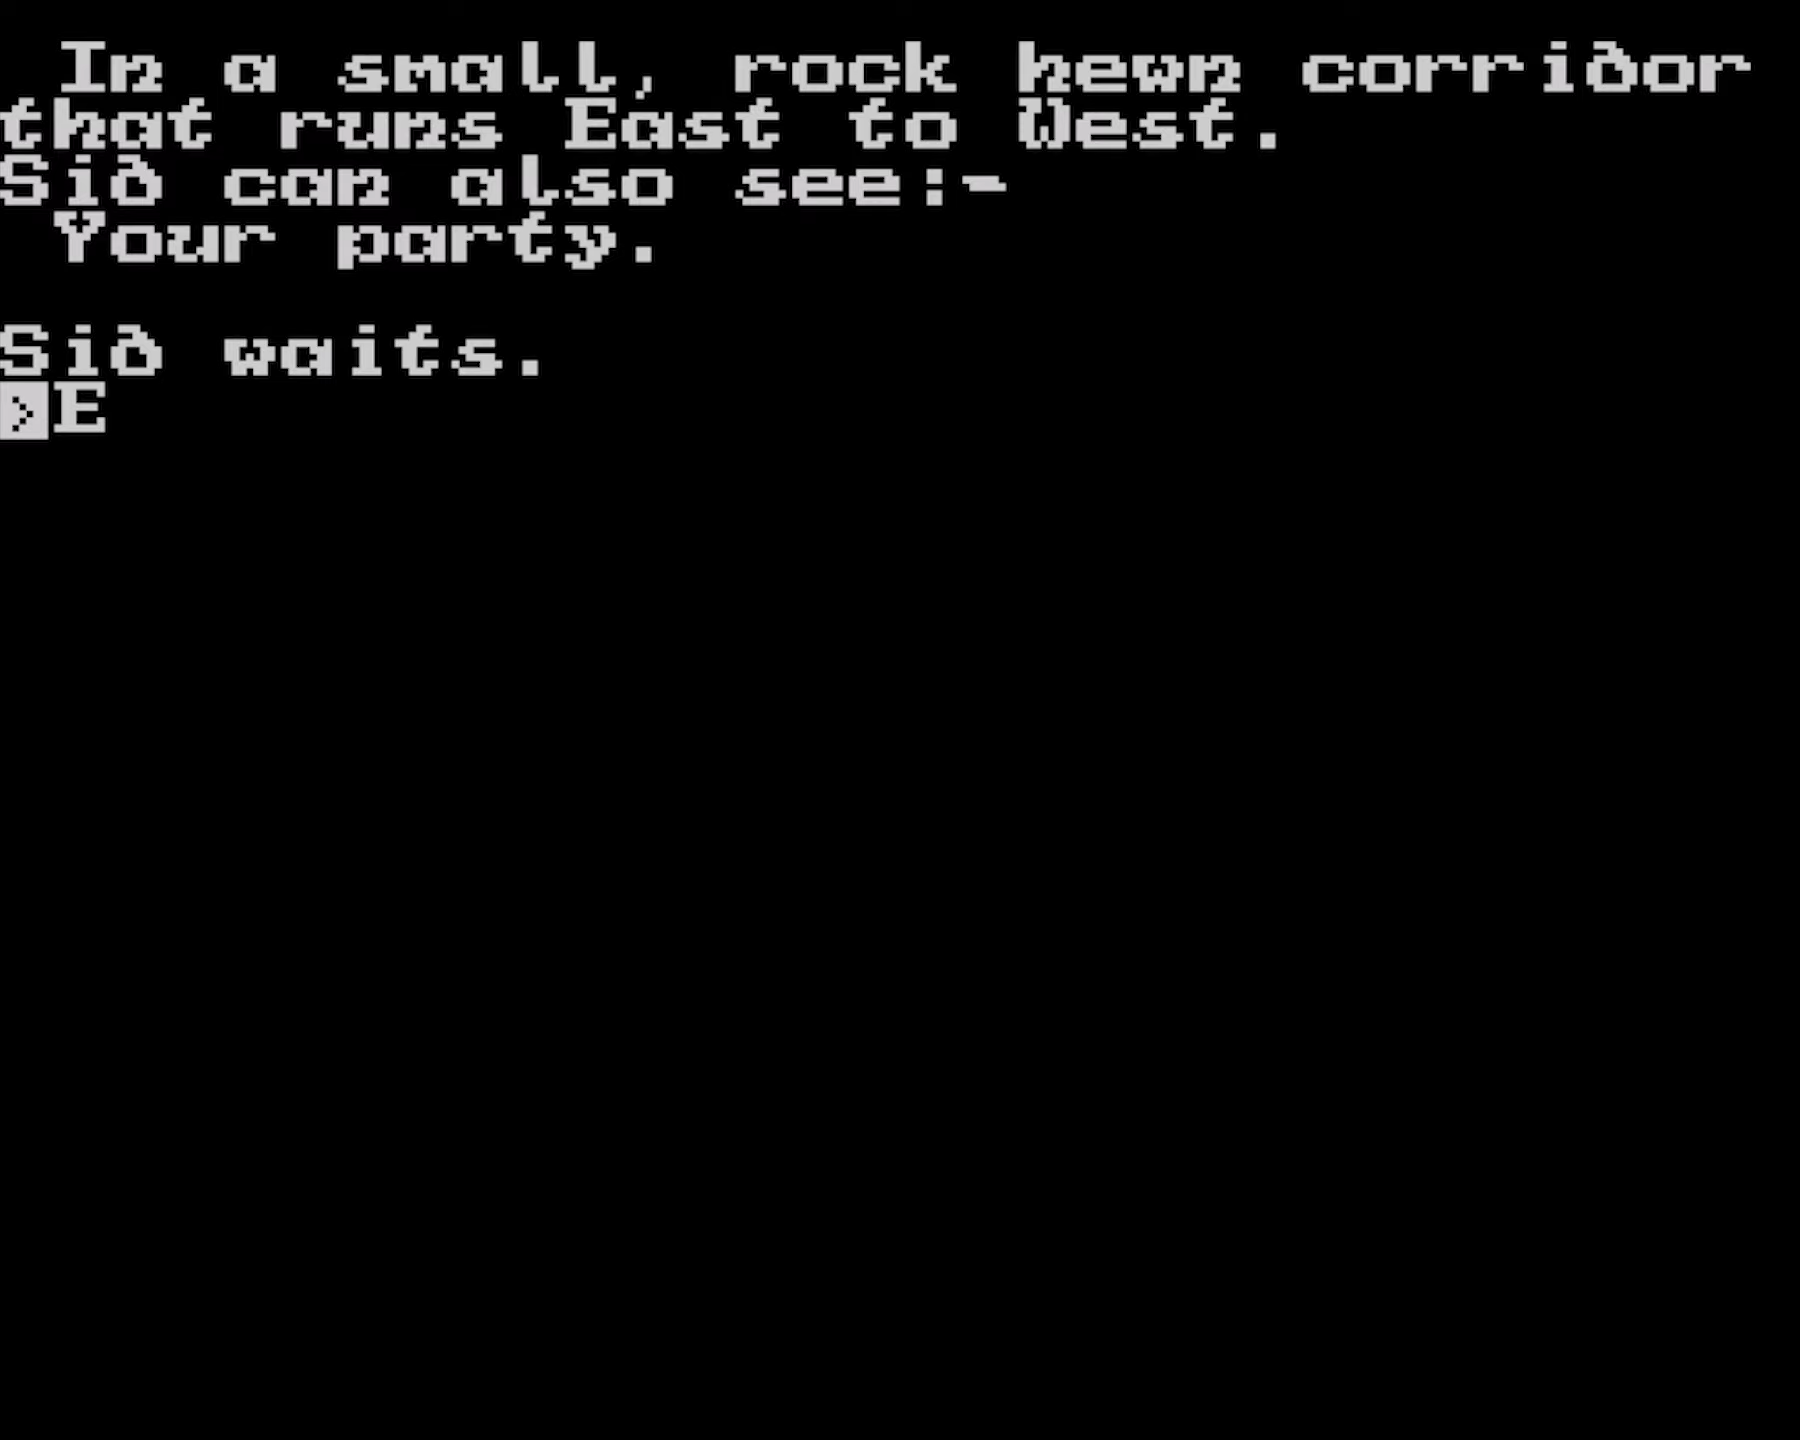 In a small, rock hewn corridor
that runs East to West.
Sid can also see:-
Your party.
Sid waits.
>E